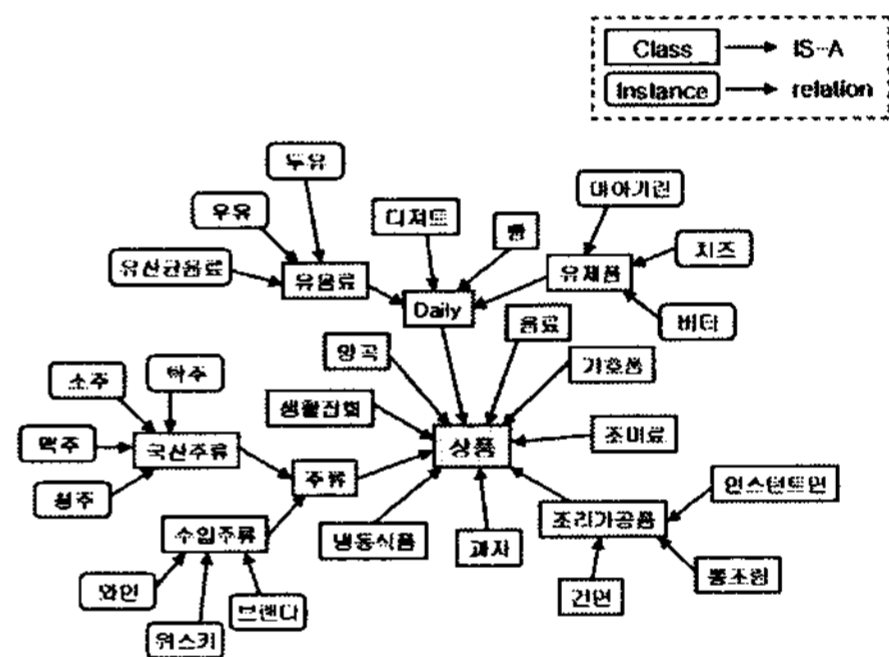 Class IS-A
Instance relation
두유
우유
유산균음료
유음료
디저트
빵
마아가린
치즈
유제품
버터
Daily
음료
양곡
기호품
생활잡화
상품
조미료
소주
탁주
맥주
국산주류
청주
주류
수입주류
냉동식품
과자
조리가공품
인스턴트면
통조림
건면
와인
위스키
브랜디